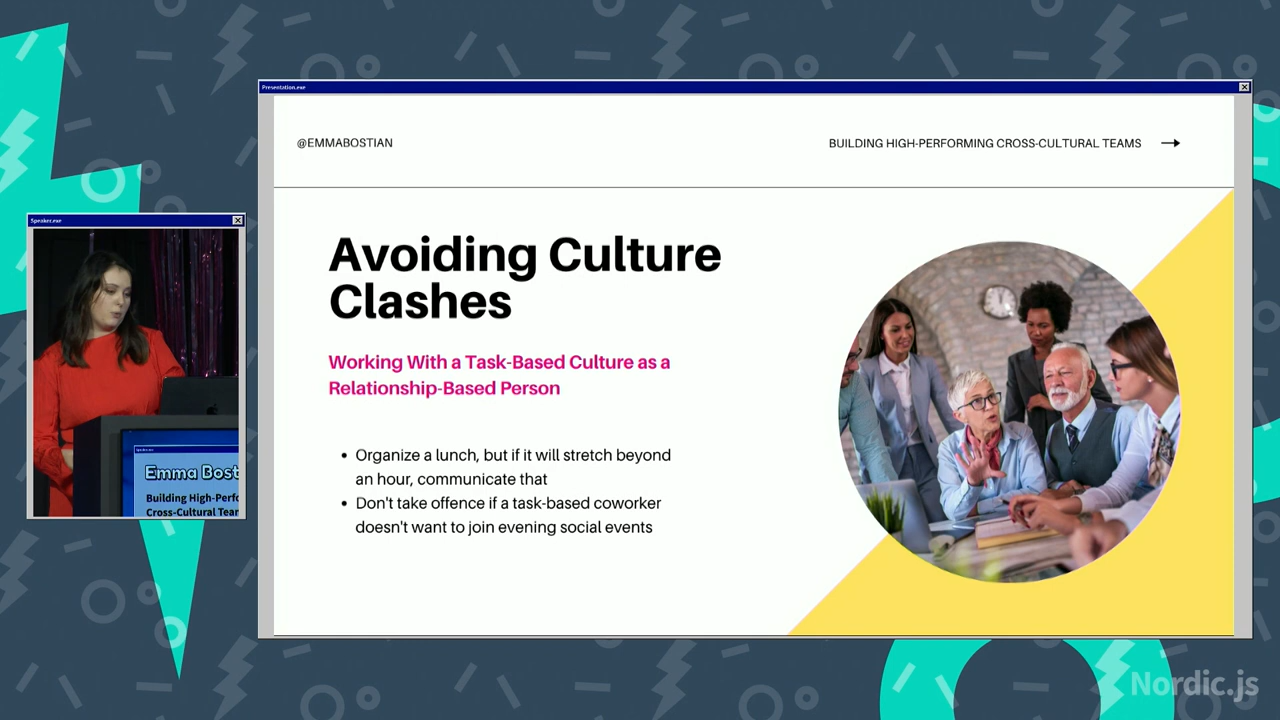 Presentation.exe
@EMMABOSTIAN
BUILDING HIGH-PERFORMING CROSS-CULTURAL TEAMS
Avoiding Culture
Clashes
Working With a Task-Based Culture as a
Relationship-Based Person
• Organize a lunch, but if it will stretch beyond
an hour, communicate that
• Don't take offence if a task-based coworker
doesn't want to join evening social events
Speaker.exe
Emma Bost
Building High-Perfo
Cross-Cultural Tear
Nordic.js